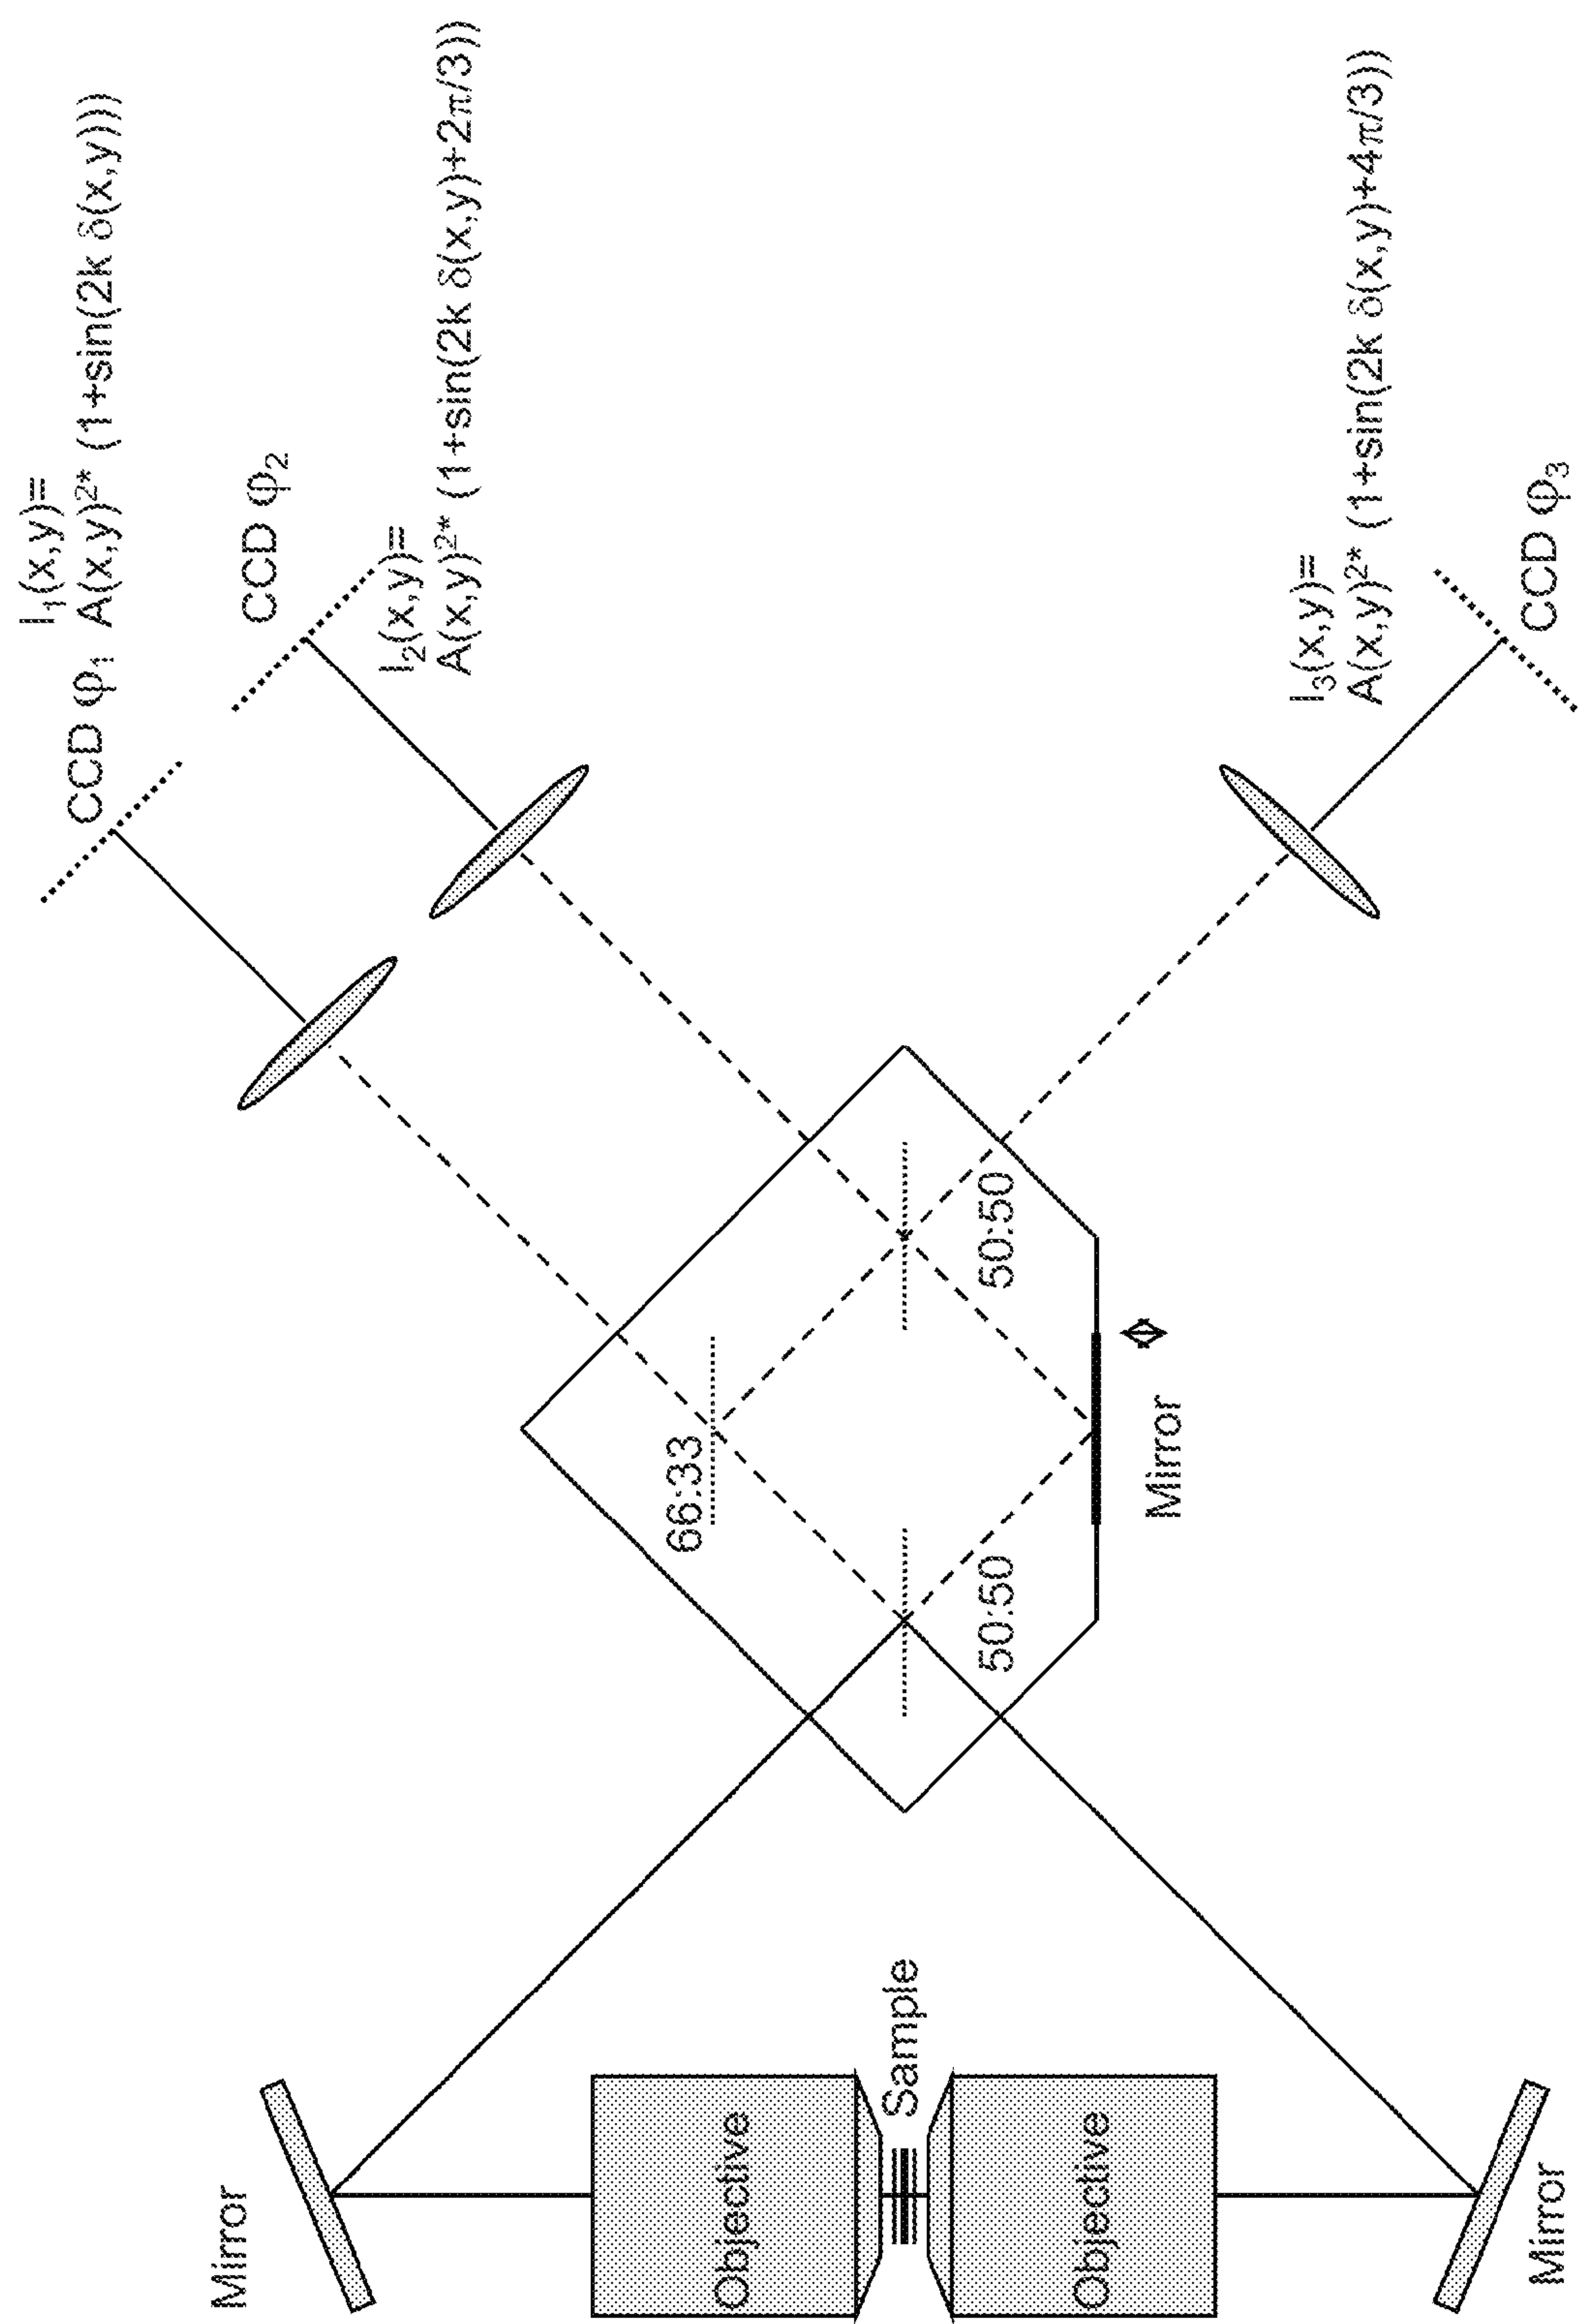 I₁(x,y)=
CCD φ₁ A(x,y)²* (1+sin(2k δ(x,y)))
CCD φ₂
I₂(x,y)=
A(x,y)²* (1+sin(2k δ(x,y)+2π/3))
I₃(x,y)=
A(x,y)²* (1+sin(2k δ(x,y)+4π/3))
CCD φ₃
66:33
50:50
50:50
Mirror
Mirror
Objective
Sample
Objective
Mirror